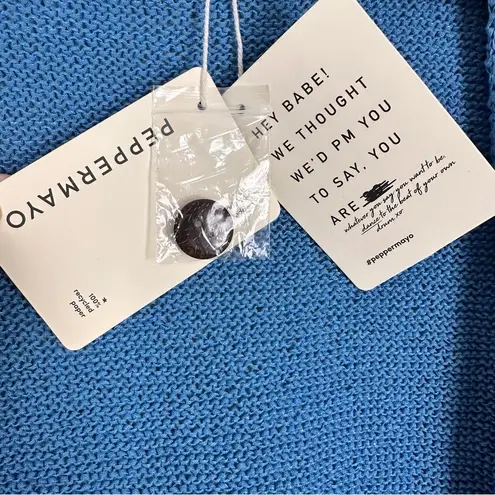 PEPPERMAYO
100%
recycled
paper
HEY BABE!
WE THOUGHT
WE'D PM YOU
TO SAY, YOU
ARE
whatever you say you want to be.
dance to the beat of your own
drum xo
#peppermayo